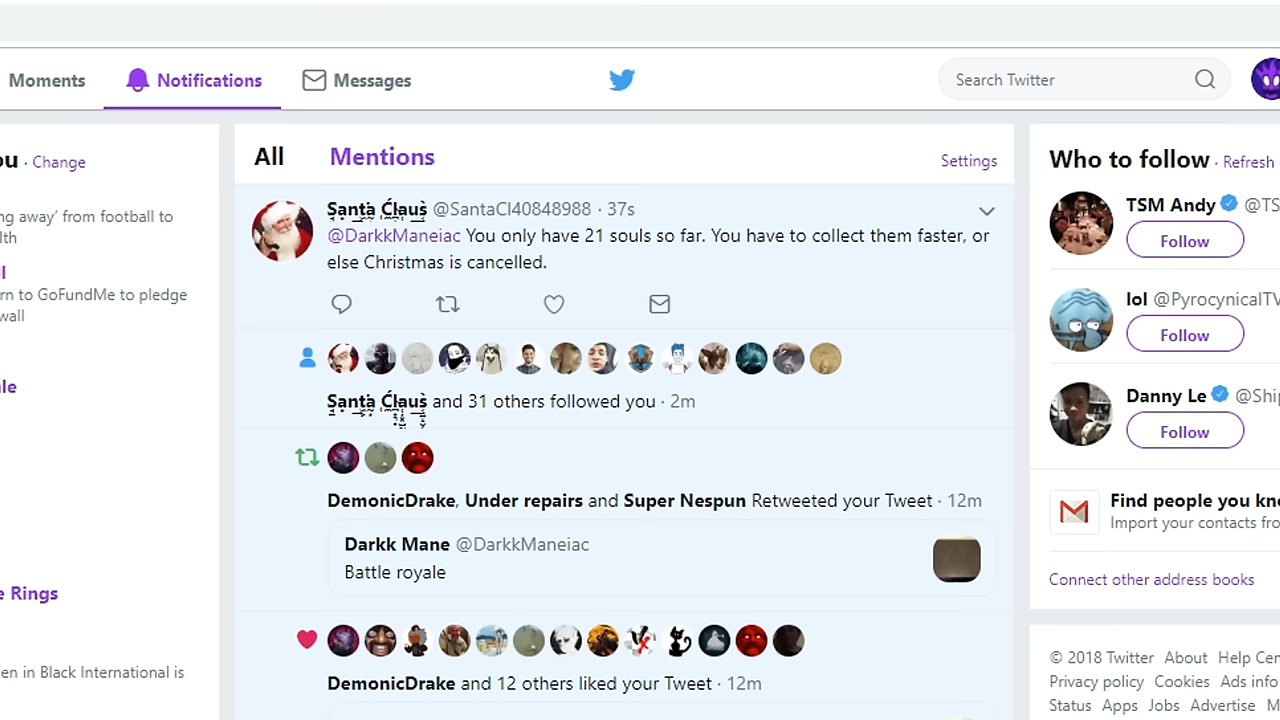 Moments
Notifications
Messages
Search Twitter
ou · Change
ng away’ from football to
lth
l
rn to GoFundMe to pledge
wall
le
e Rings
en in Black International is
All
Mentions
Settings
Santa Claus @SantaCl40848988 · 37s
@DarkkManeiac You only have 21 souls so far. You have to collect them faster, or
else Christmas is cancelled.
Santa Claus and 31 others followed you · 2m
DemonicDrake, Under repairs and Super Nespun Retweeted your Tweet · 12m
Darkk Mane @DarkkManeiac
Battle royale
DemonicDrake and 12 others liked your Tweet · 12m
Who to follow · Refresh
TSM Andy @TS
Follow
lol @PyrocynicalTV
Follow
Danny Le @Ship
Follow
Find people you kno
Import your contacts fro
Connect other address books
© 2018 Twitter About Help Cen
Privacy policy Cookies Ads info
Status Apps Jobs Advertise M